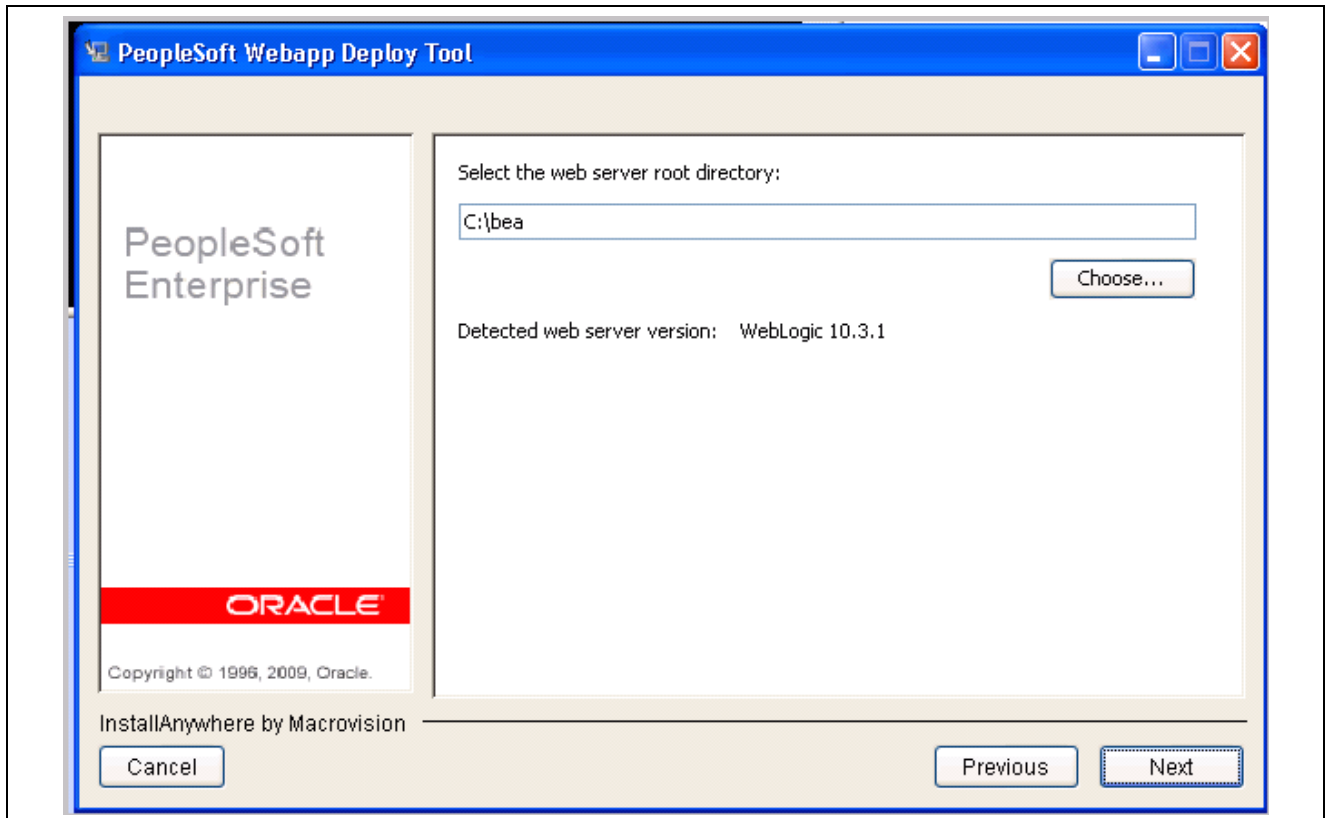 PeopleSoft Webapp Deploy Tool
Select the web server root directory:
C:\bea
Choose...
Detected web server version: WebLogic 10.3.1
PeopleSoft
Enterprise
ORACLE
Copyright © 1996, 2009, Oracle.
InstallAnywhere by Macrovision
Cancel
Previous
Next